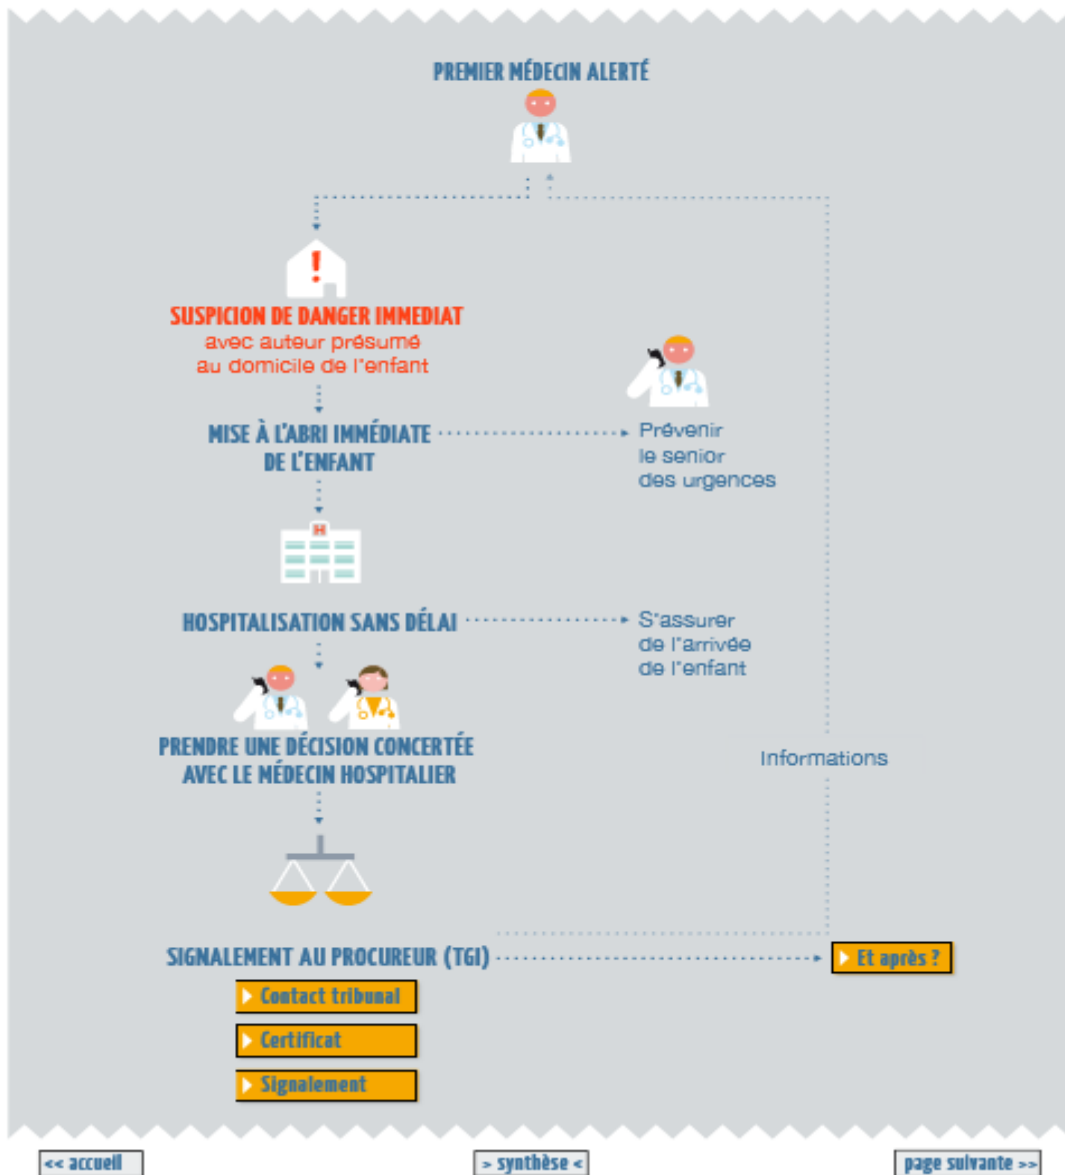 PREMIER MÉDECIN ALERTÉ
!
SUSPICION DE DANGER IMMEDIAT
avec auteur présumé
au domicile de l'enfant
MISE À L'ABRI IMMÉDIATE
DE L'ENFANT
Prévenir
le senior
des urgences
H
HOSPITALISATION SANS DÉLAI
S'assurer
de l'arrivée
de l'enfant
PRENDRE UNE DÉCISION CONCERTÉE
AVEC LE MÉDECIN HOSPITALIER
Informations
SIGNALEMENT AU PROCUREUR (TGI)
Et après ?
Contact tribunal
Certificat
Signalement
<< accueil
> synthèse <
page suivante >>